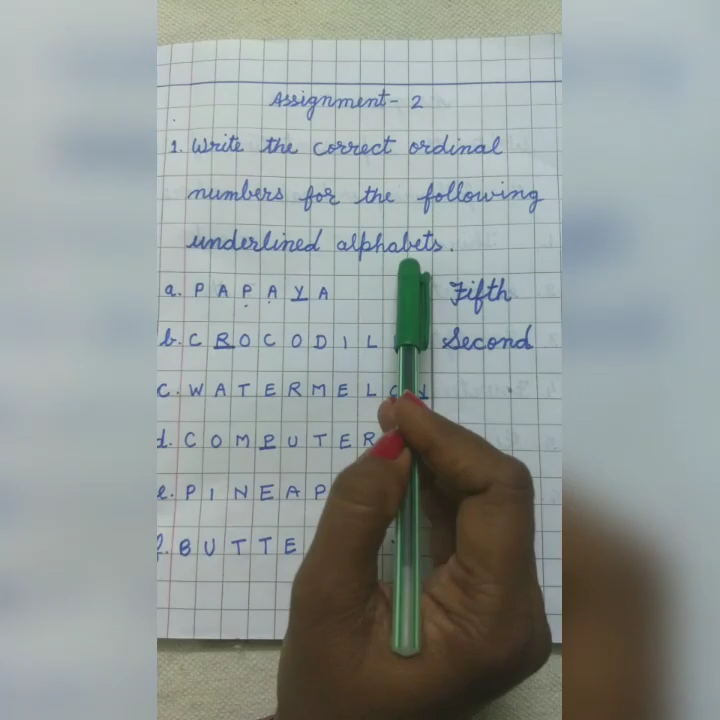 Assignment- 2
1. Write the correct ordinal
numbers for the following
underlined alphabets.
a. P A P A Y A Fifth
b. C R O C O D I L Second
C. W A T E R M E L
d. C O M P U T E R
e. P I N E A P
f. B U T T E